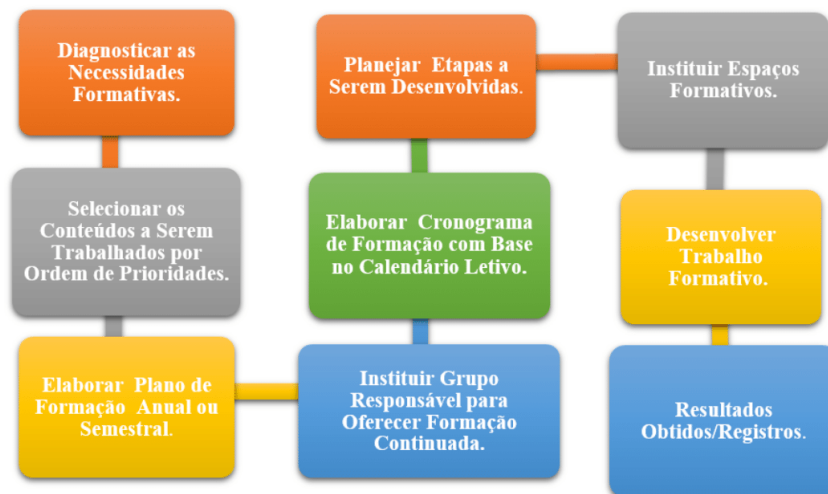 Diagnosticar as
Necessidades
Formativas.
Selecionar os
Conteúdos a Serem
Trabalhados por
Ordem de Prioridades.
Elaborar Plano de
Formação Anual ou
Semestral.
Instituir Grupo
Responsável para
Oferecer Formação
Continuada.
Elaborar Cronograma
de Formação com Base
no Calendário Letivo.
Planejar Etapas a
Serem Desenvolvidas.
Instituir Espaços
Formativos.
Desenvolver
Trabalho
Formativo.
Resultados
Obtidos/Registros.